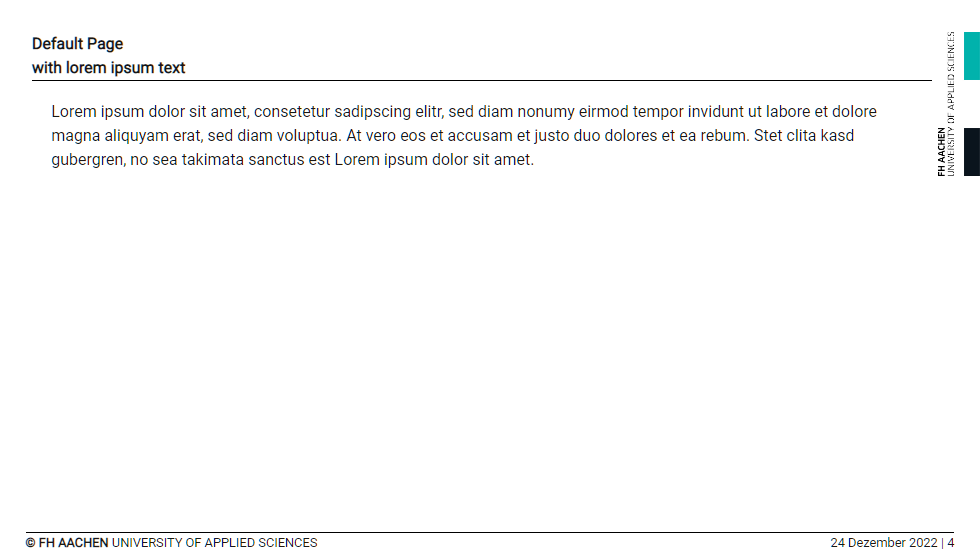 Default Page
with lorem ipsum text
Lorem ipsum dolor sit amet, consetetur sadipscing elitr, sed diam nonumy eirmod tempor invidunt ut labore et dolore
magna aliquyam erat, sed diam voluptua. At vero eos et accusam et justo duo dolores et ea rebum. Stet clita kasd
gubergren, no sea takimata sanctus est Lorem ipsum dolor sit amet.
FH AACHEN
UNIVERSITY OF APPLIED SCIENCES
© FH AACHEN UNIVERSITY OF APPLIED SCIENCES
24 Dezember 2022 | 4